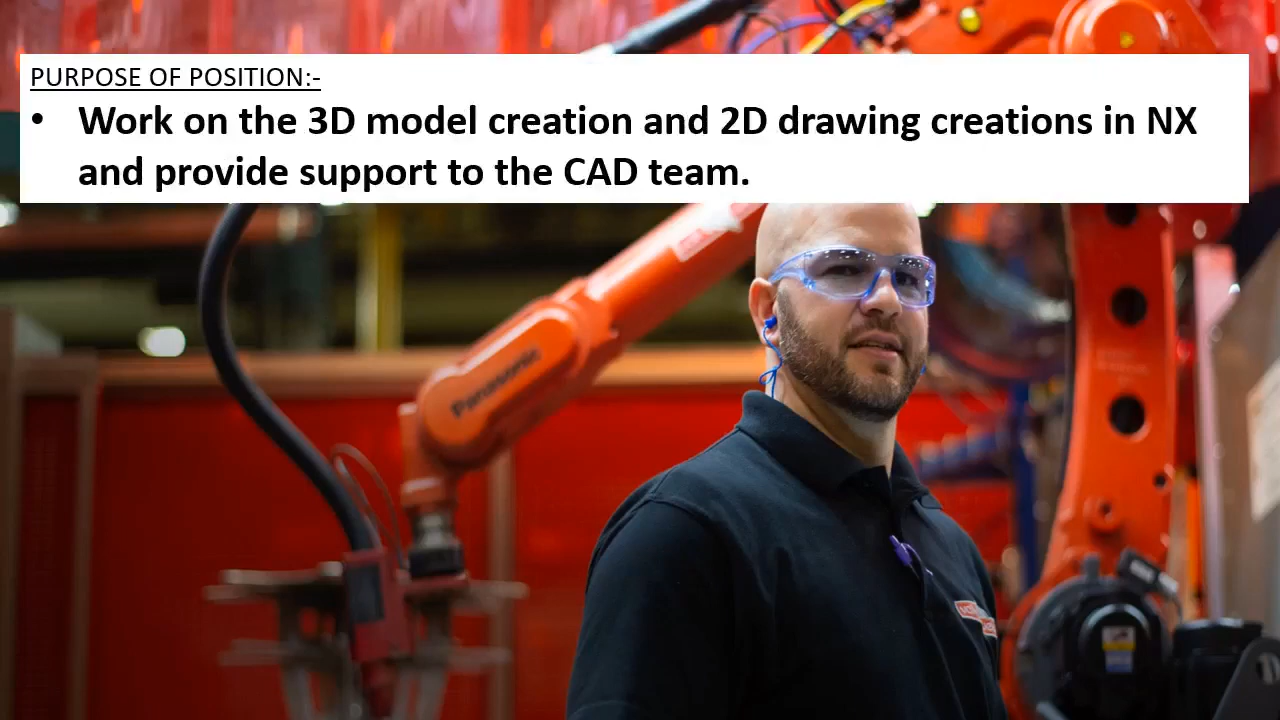 PURPOSE OF POSITION:-
• Work on the 3D model creation and 2D drawing creations in NX
and provide support to the CAD team.
Panasonic